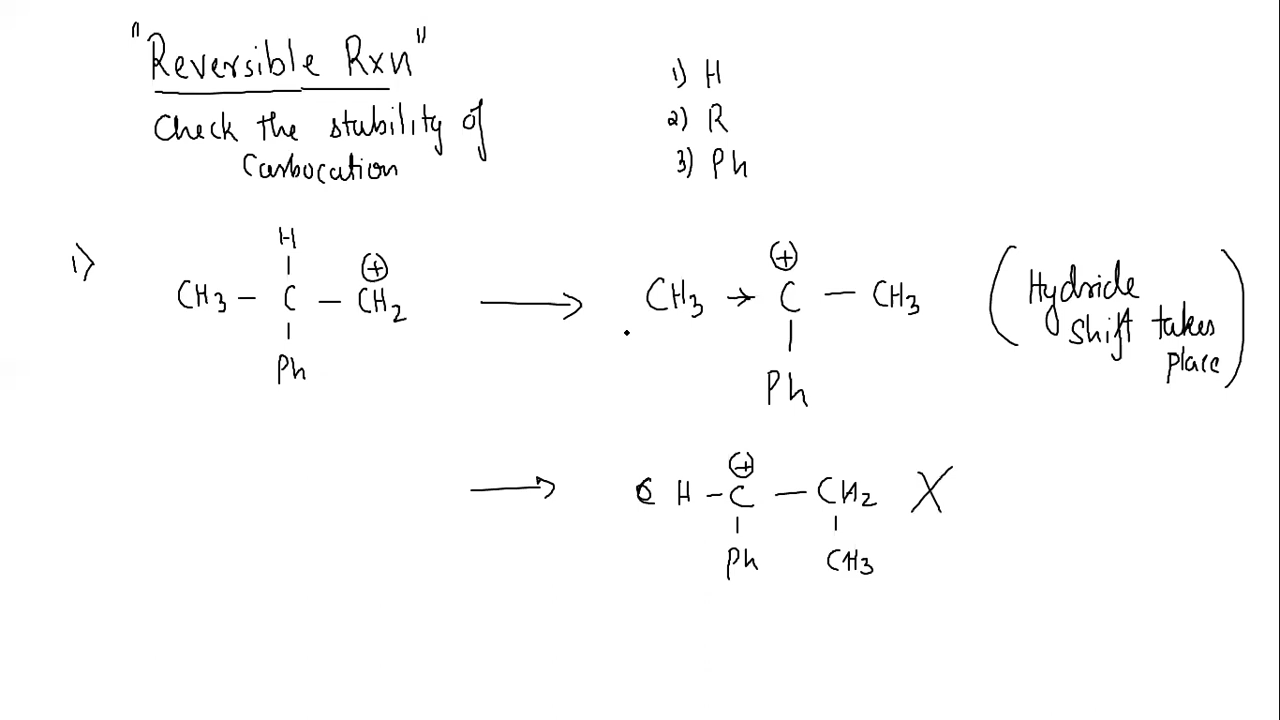 "Reversible Rxn"
Check the stability of
Carbocation
1) H
2) R
3) Ph
1)
H
CH3 - C - CH2 ⊕
Ph
⟶
⊕
CH3 → C - CH3
Ph
(Hydride
shift takes
place)
⟶
⊕
H - C - CH2 X
Ph CH3